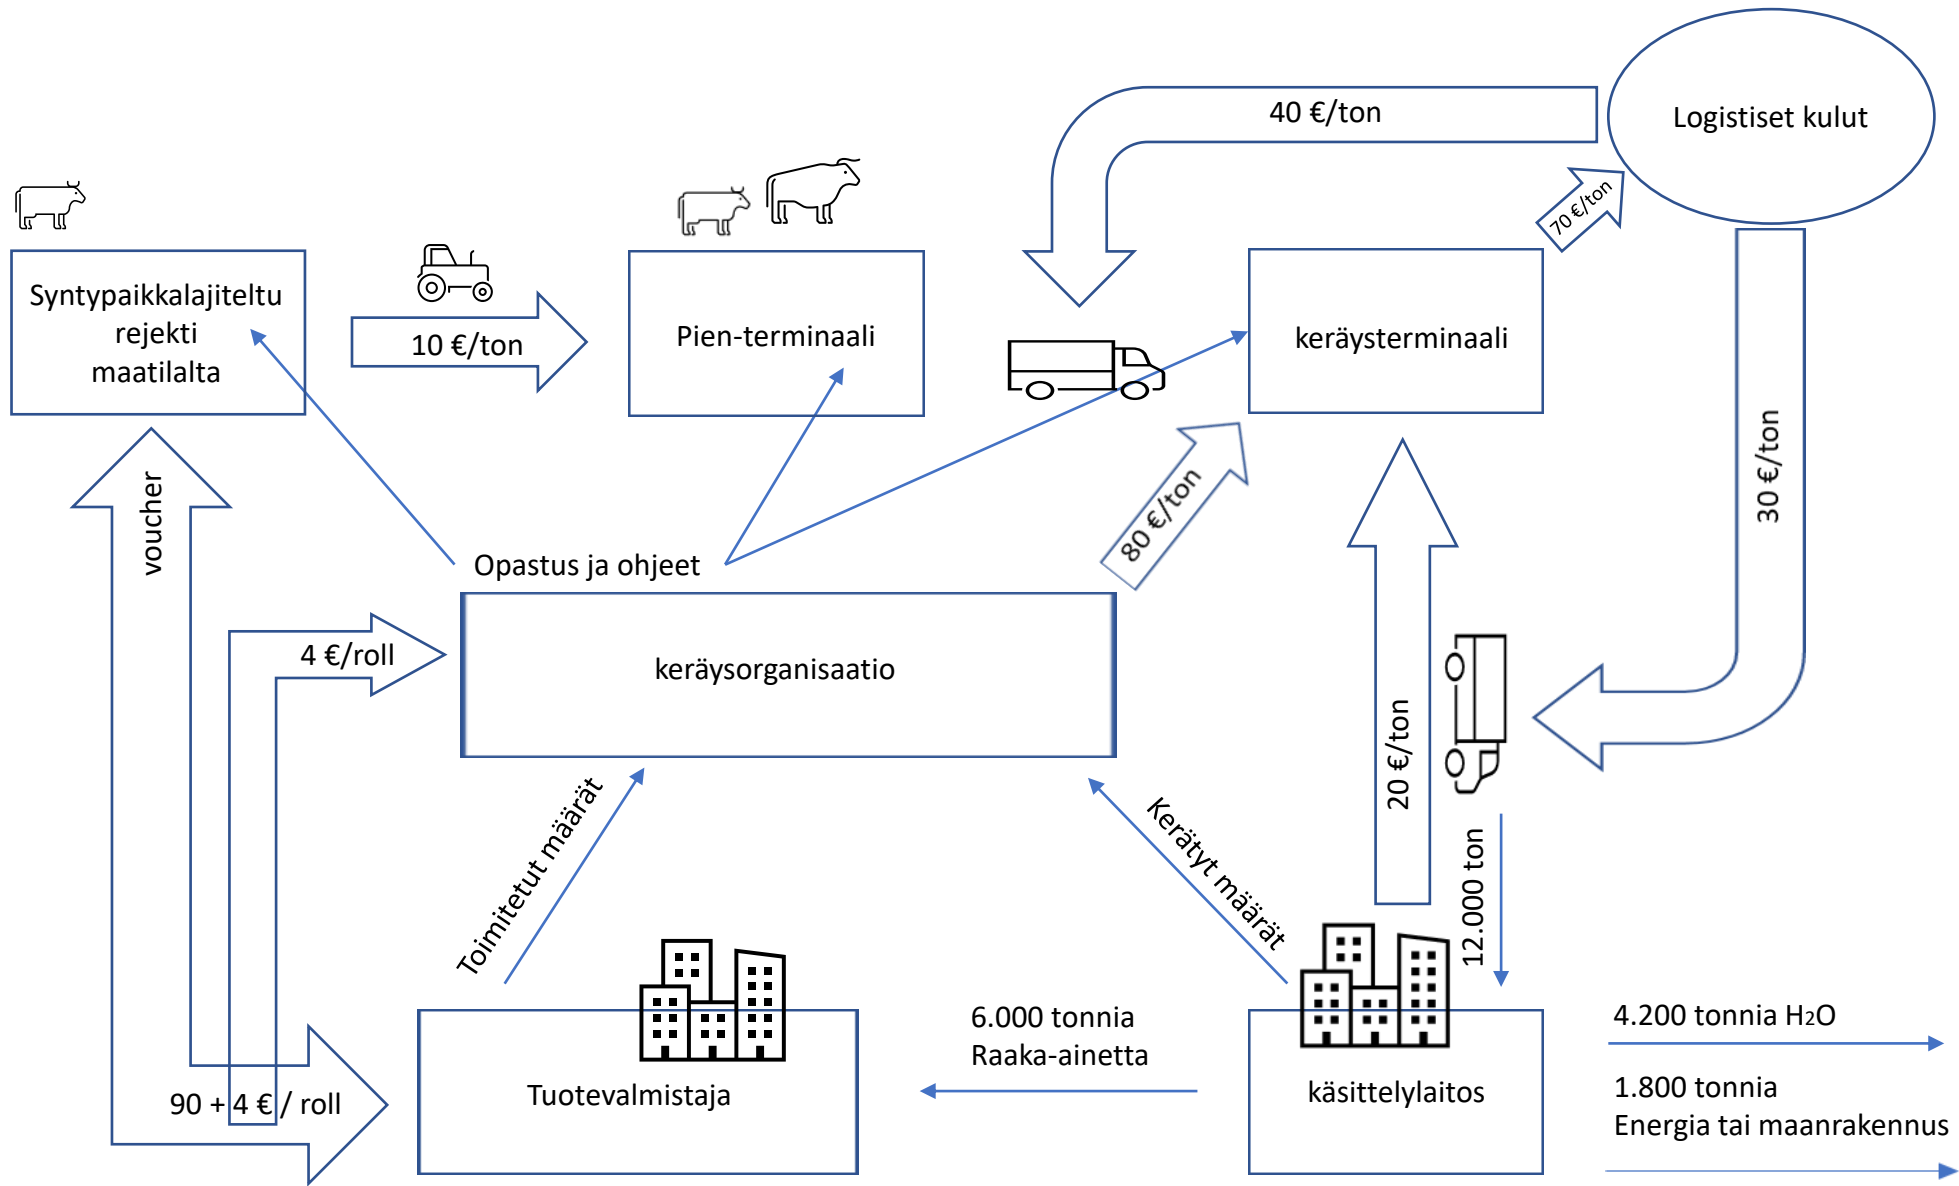 40 €/ton
Logistiset kulut
70 €/ton
Syntypaikkalajiteltu
rejekti
maatilalta
10 €/ton
Pien-terminaali
keräysterminaali
80 €/ton
30 €/ton
voucher
Opastus ja ohjeet
4 €/roll
keräysorganisaatio
20 €/ton
Toimitetut määrät
Kerätyt määrät
12.000 ton
6.000 tonnia
Raaka-ainetta
4.200 tonnia H2O
90 + 4 € / roll
Tuotevalmistaja
käsittelylaitos
1.800 tonnia
Energia tai maanrakennus